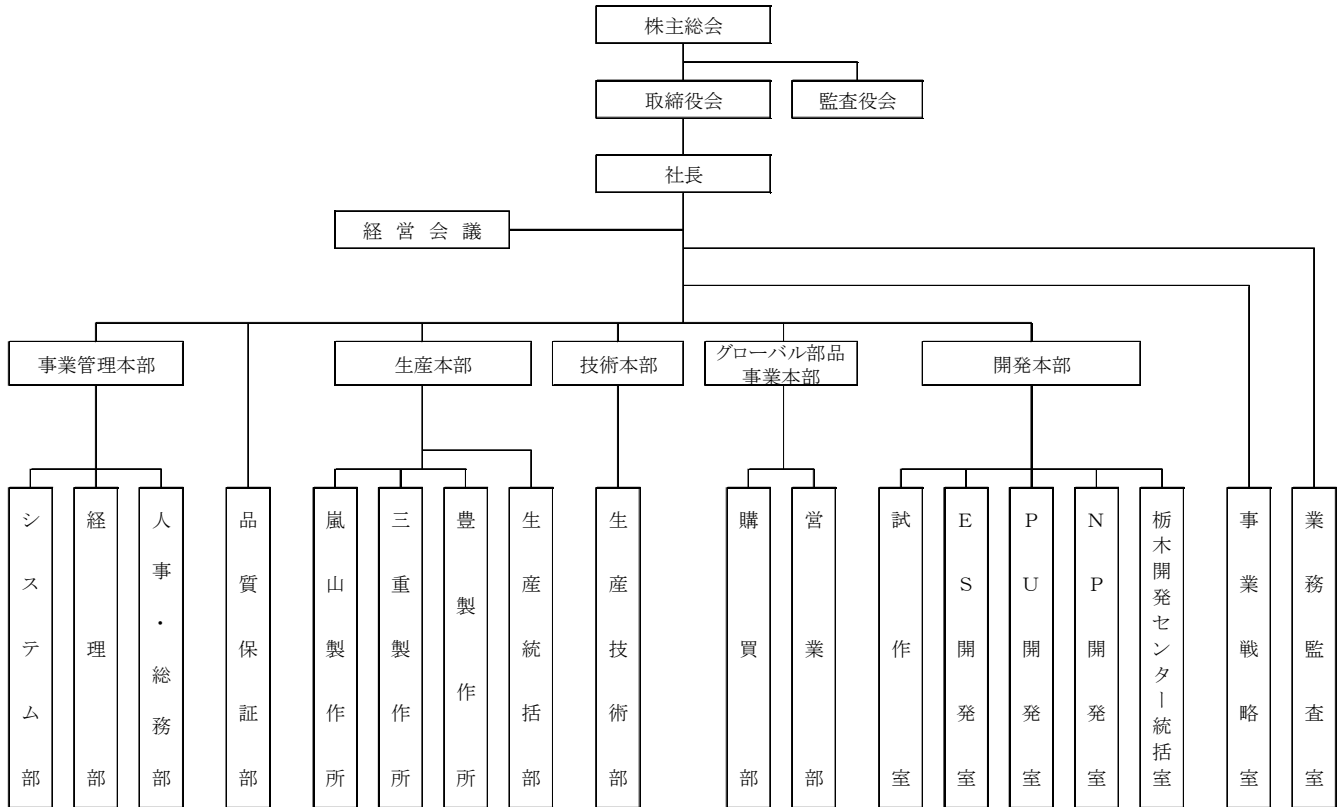 株主総会
取締役会
監査役会
社長
経営会議
事業管理本部
生産本部
技術本部
グローバル部品
事業本部
開発本部
システム部
経理部
人事・総務部
品質保証部
嵐山製作所
三重製作所
豊製作所
生産統括部
生産技術部
購買部
営業部
試作室
ES開発室
PU開発室
NP開発室
栃木開発センター統括室
事業戦略室
業務監査室